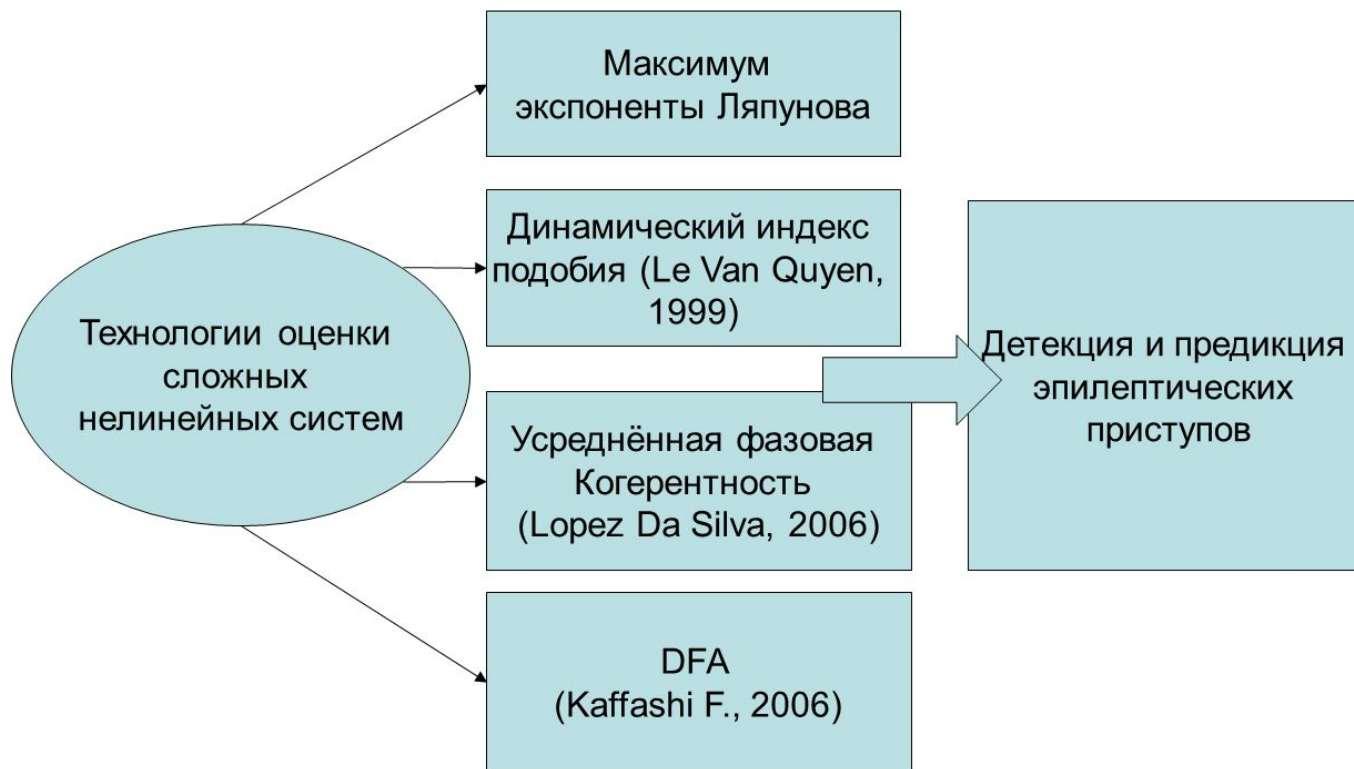 Максимум
экспоненты Ляпунова
Динамический индекс
подобия (Le Van Quyen,
1999)
Технологии оценки
сложных
нелинейных систем
Детекция и предикция
эпилептических
приступов
Усреднённая фазовая
Когерентность
(Lopez Da Silva, 2006)
DFA
(Kaffashi F., 2006)